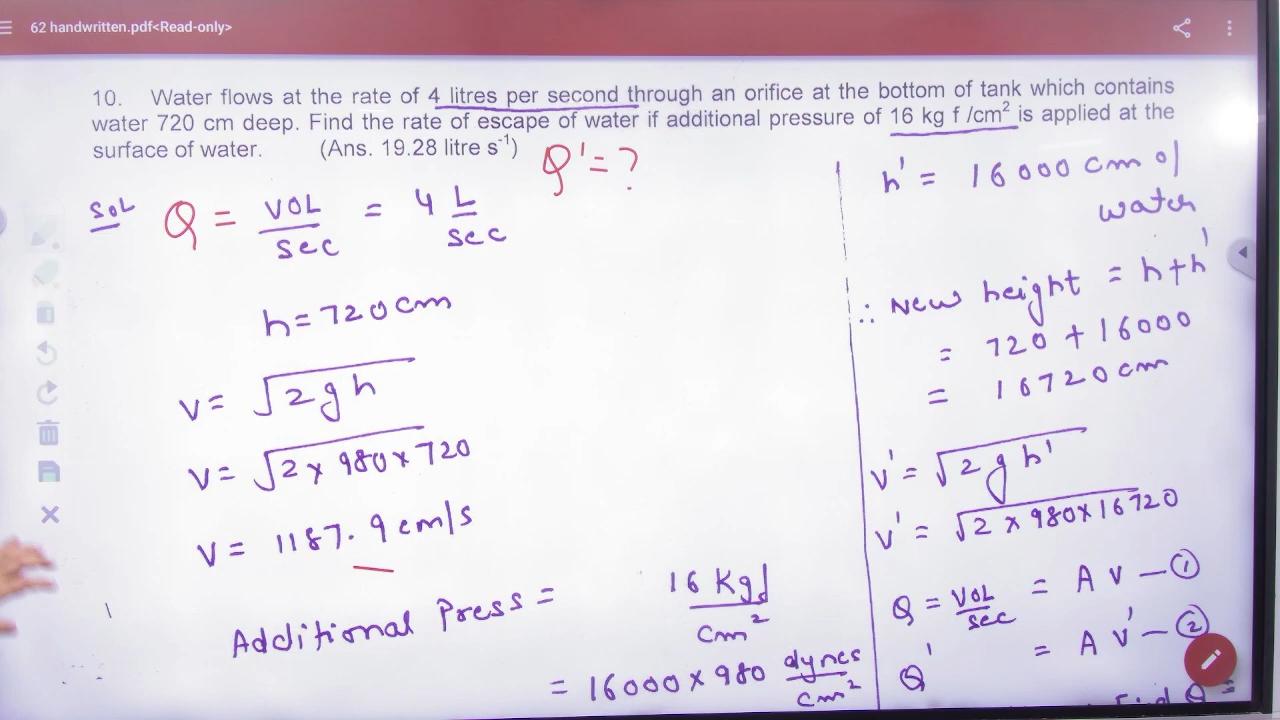 62 handwritten.pdf<Read-only>
10. Water flows at the rate of 4 litres per second through an orifice at the bottom of tank which contains
water 720 cm deep. Find the rate of escape of water if additional pressure of 16 kg f /cm² is applied at the
surface of water. (Ans. 19.28 litre s⁻¹)
Q' = ?
SOL Q = VOL/sec = 4 L/sec
h = 720 cm
v = √2gh
v = √2 x 980 x 720
v = 1187.9 cm/s
Additional Press = 16 Kgf/cm²
= 16000 x 980 dynes/cm²
h' = 16000 cm of
water
∴ New height = h + h'
= 720 + 16000
= 16720 cm
v' = √2gh'
v' = √2 x 980 x 16720
Q = VOL/sec = A v — ①
Q' = A v' — ②
Find Q